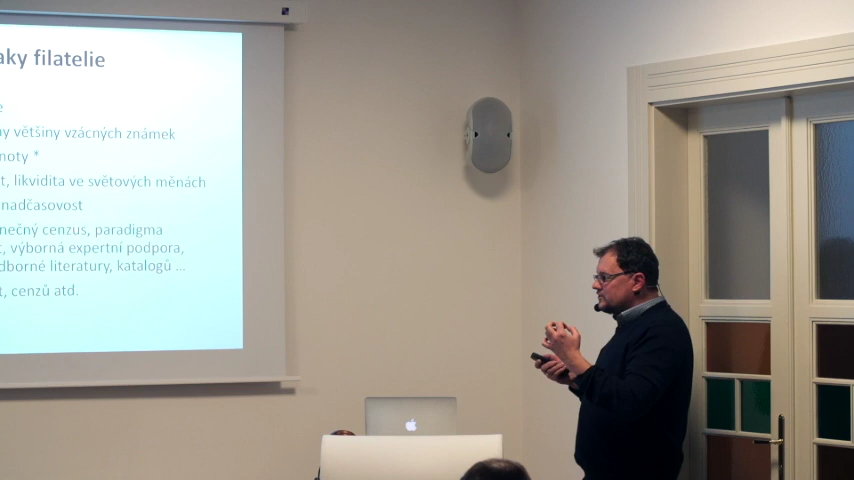 aky filatelie
e
ny většiny vzácných známek
noty *
t, likvidita ve světových měnách
nadčasovost
nečný cenzus, paradigma
t, výborná expertní podpora,
dborné literatury, katalogů ...
t, cenzů atd.